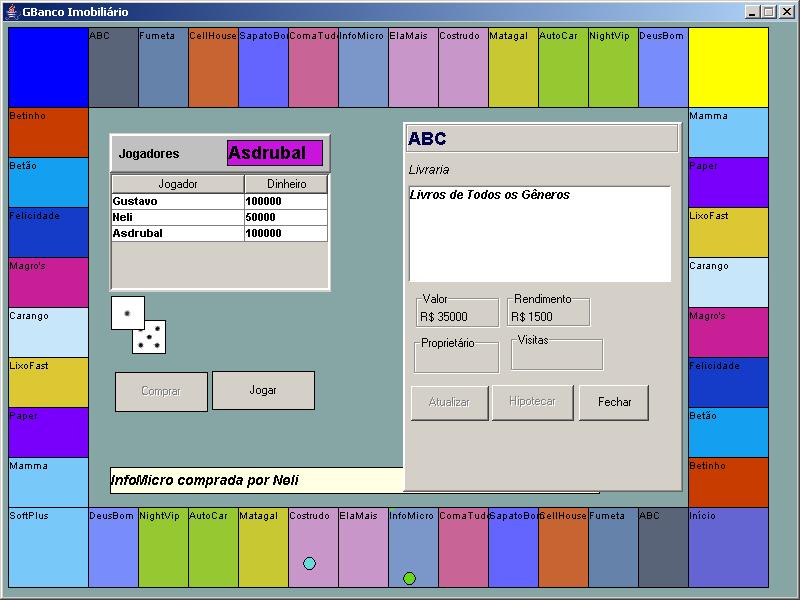 GBanco Imobiliário
ABC Fumeta CellHouse SapatoBo ComaTud InfoMicro ElaMais Costrudo Matagal AutoCar NightVip DeusBom
Betinho
Betão
Felicidade
Magro's
Carango
LixoFast
Paper
Mamma
Jogadores Asdrubal
Jogador Dinheiro
Gustavo 100000
Neli 50000
Asdrubal 100000
Comprar Jogar
InfoMicro comprada por Neli
ABC
Livraria
Livros de Todos os Gêneros
Valor Rendimento
R$ 35000 R$ 1500
Proprietário Visitas
Atualizar Hipotecar Fechar
Mamma
Paper
LixoFast
Carango
Magro's
Felicidade
Betão
Betinho
SoftPlus DeusBom NightVip AutoCar Matagal Costrudo ElaMais InfoMicro ComaTud SapatoBo CellHouse Fumeta ABC Início